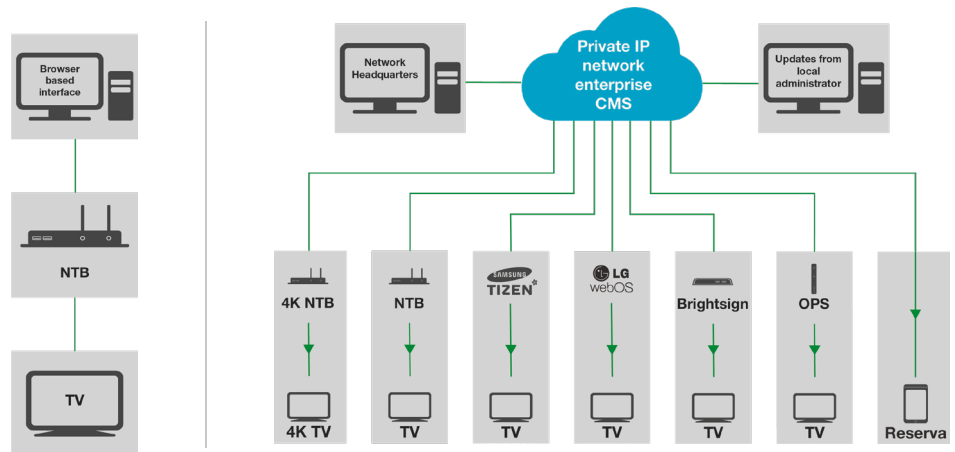 Browser
based
interface
NTB
TV
Network
Headquarters
Private IP
network
enterprise
CMS
Updates from
local
administrator
4K NTB
4K TV
NTB
TV
SAMSUNG
TIZEN
TV
LG
webOS
TV
Brightsign
TV
OPS
TV
Reserva